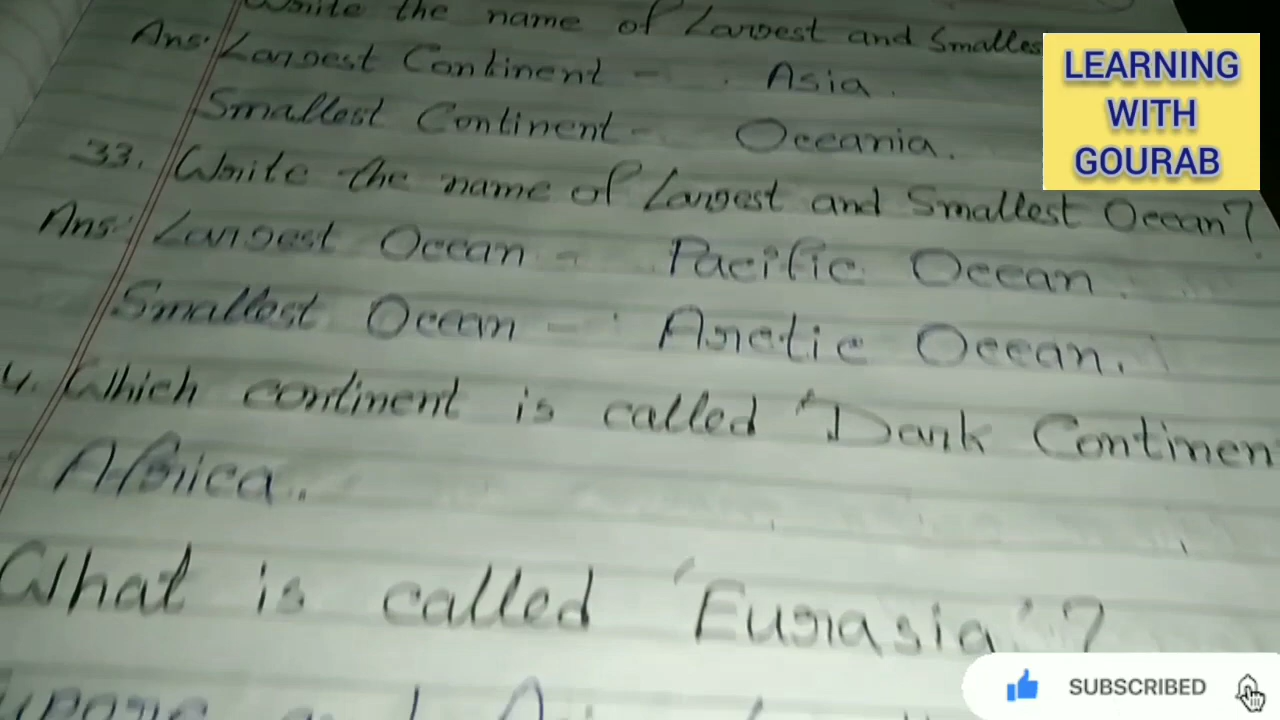 Write the name of Largest and Smalles
Ans: Largest Continent - Asia.
Smallest Continent - Oceania.
33. Write the name of Largest and Smallest Ocean?
Ans: Largest Ocean - Pacific Ocean.
Smallest Ocean - Arctic Ocean.
4. Which continent is called 'Dark Continen
Africa.
What is called 'Eurasia'?
LEARNING
WITH
GOURAB
SUBSCRIBED